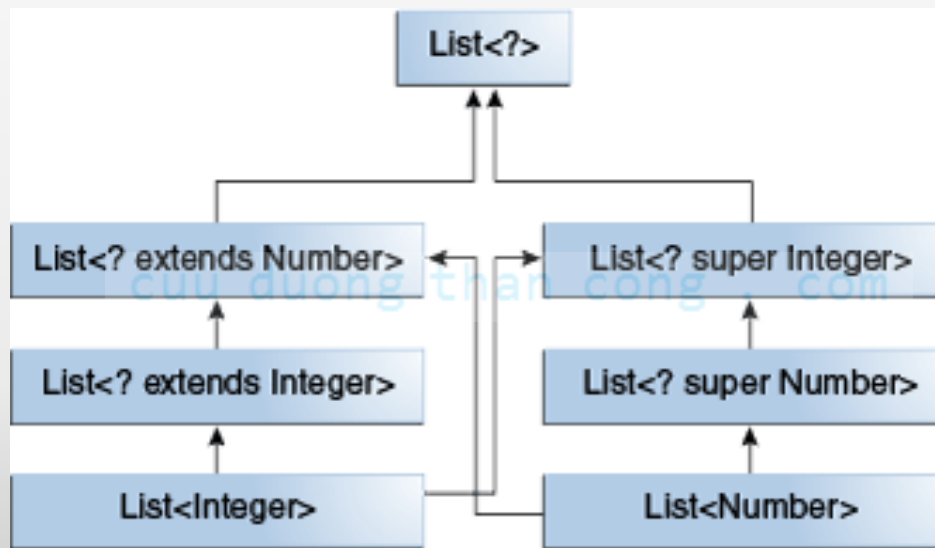 List<?>
List<? extends Number>
List<? super Integer>
cuu duong than cong . com
List<? extends Integer>
List<? super Number>
List<Integer>
List<Number>